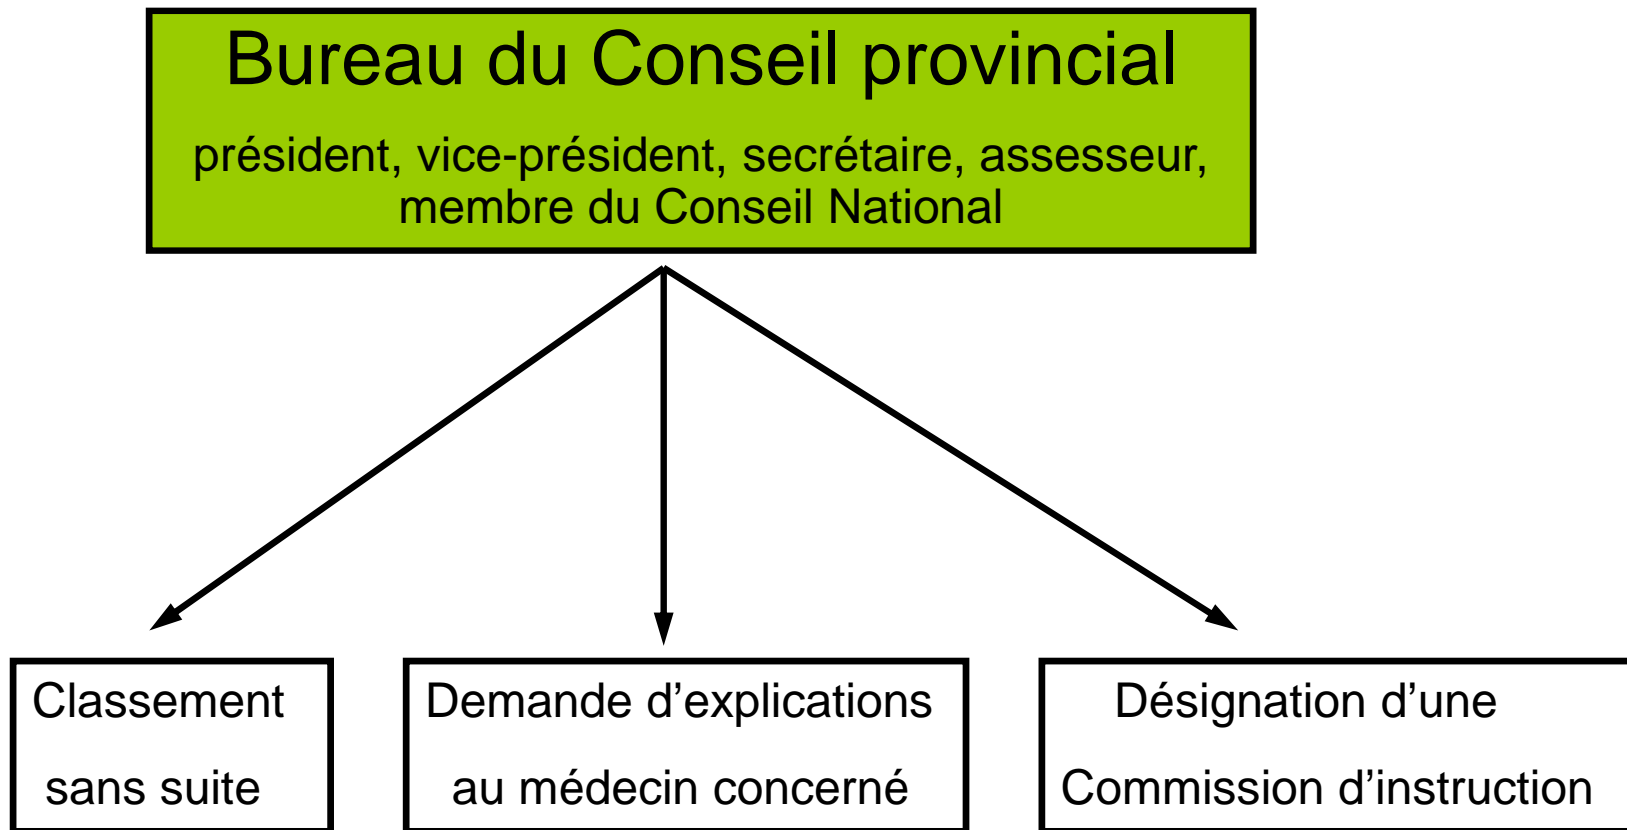 Bureau du Conseil provincial
président, vice-président, secrétaire, assesseur,
membre du Conseil National
Classement
sans suite
Demande d’explications
au médecin concerné
Désignation d’une
Commission d’instruction